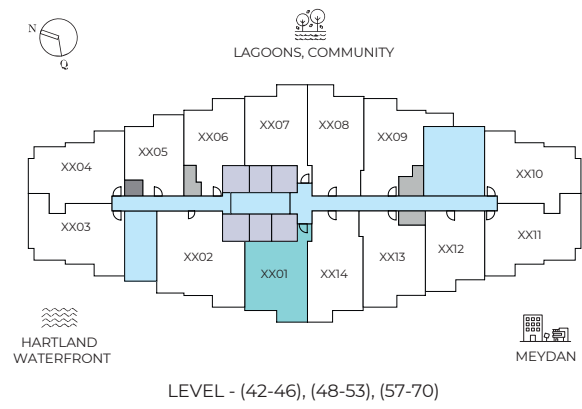 N
Q
LAGOONS, COMMUNITY
XX07
XX08
XX06
XX09
XX05
XX04
XX10
XX03
XX11
XX02
XX12
XX13
XX01
XX14
HARTLAND
WATERFRONT
MEYDAN
LEVEL - (42-46), (48-53), (57-70)